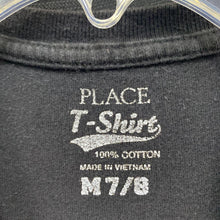 PLACE
T-Shirt
100% COTTON
MADE IN VIETNAM
M 7/8